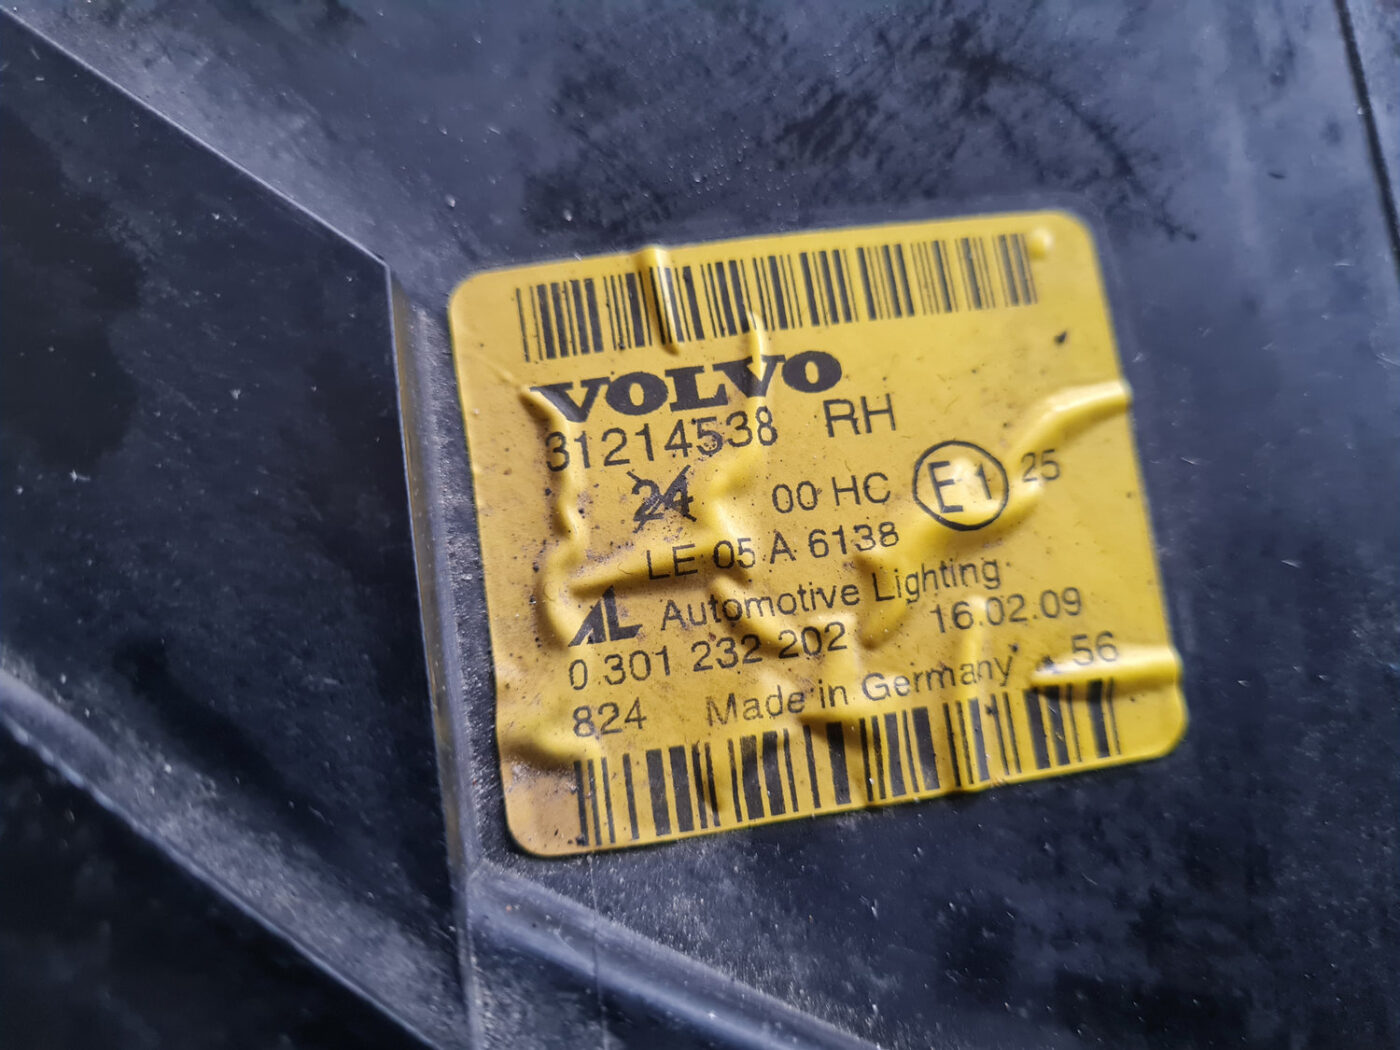 VOLVO
31214538 RH
24 00 HC E1 25
LE 05 A 6138
AL Automotive Lighting
0 301 232 202 16.02.09
824 Made in Germany 56